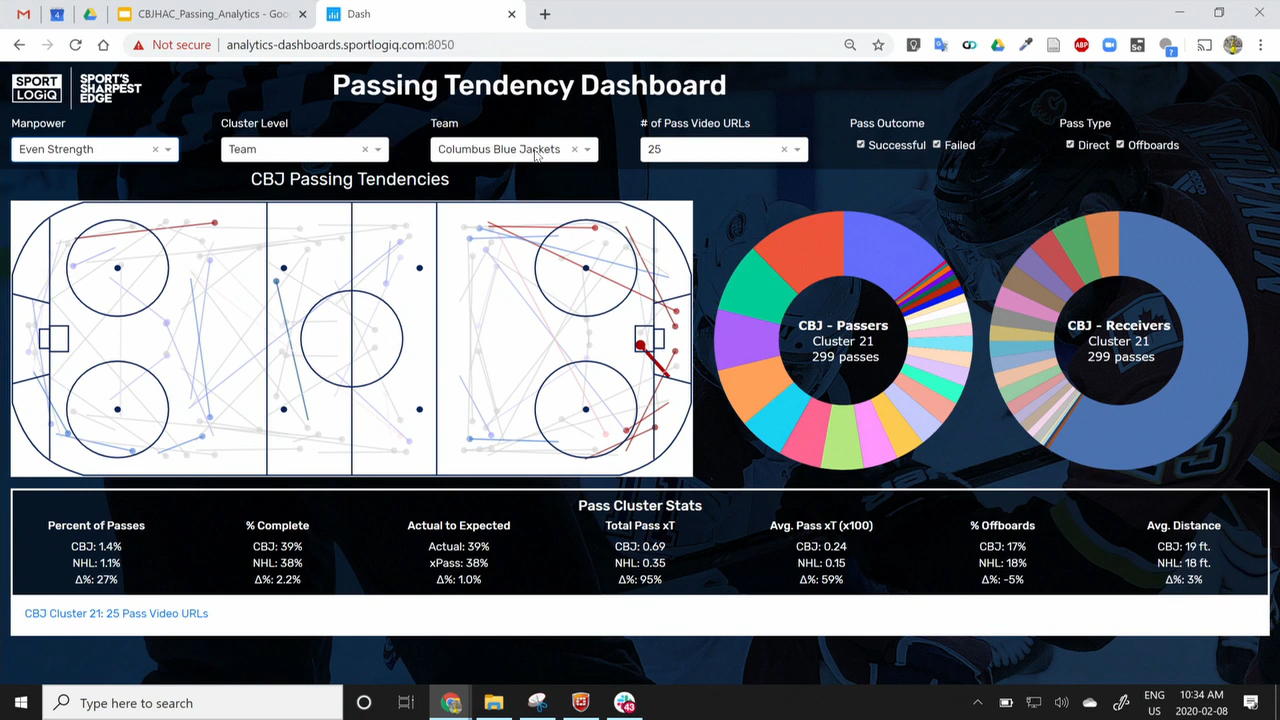 CBJHAC_Passing_Analytics - Goo
Dash
Not secure
analytics-dashboards.sportlogiq.com:8050
SPORT
LOGiQ
SPORT'S
SHARPEST
EDGE
Passing Tendency Dashboard
Manpower
Cluster Level
Team
# of Pass Video URLs
Pass Outcome
Pass Type
Even Strength
Team
Columbus Blue Jackets
25
Successful
Failed
Direct
Offboards
CBJ Passing Tendencies
CBJ - Passers
Cluster 21
299 passes
CBJ - Receivers
Cluster 21
299 passes
Pass Cluster Stats
Percent of Passes
% Complete
Actual to Expected
Total Pass xT
Avg. Pass xT (x100)
% Offboards
Avg. Distance
CBJ: 1.4%
CBJ: 39%
Actual: 39%
CBJ: 0.69
CBJ: 0.24
CBJ: 17%
CBJ: 19 ft.
NHL: 1.1%
NHL: 38%
xPass: 38%
NHL: 0.35
NHL: 0.15
NHL: 18%
NHL: 18 ft.
Δ%: 27%
Δ%: 2.2%
Δ%: 1.0%
Δ%: 95%
Δ%: 59%
Δ%: -5%
Δ%: 3%
CBJ Cluster 21: 25 Pass Video URLs
Type here to search
43
ENG
US
10:34 AM
2020-02-08